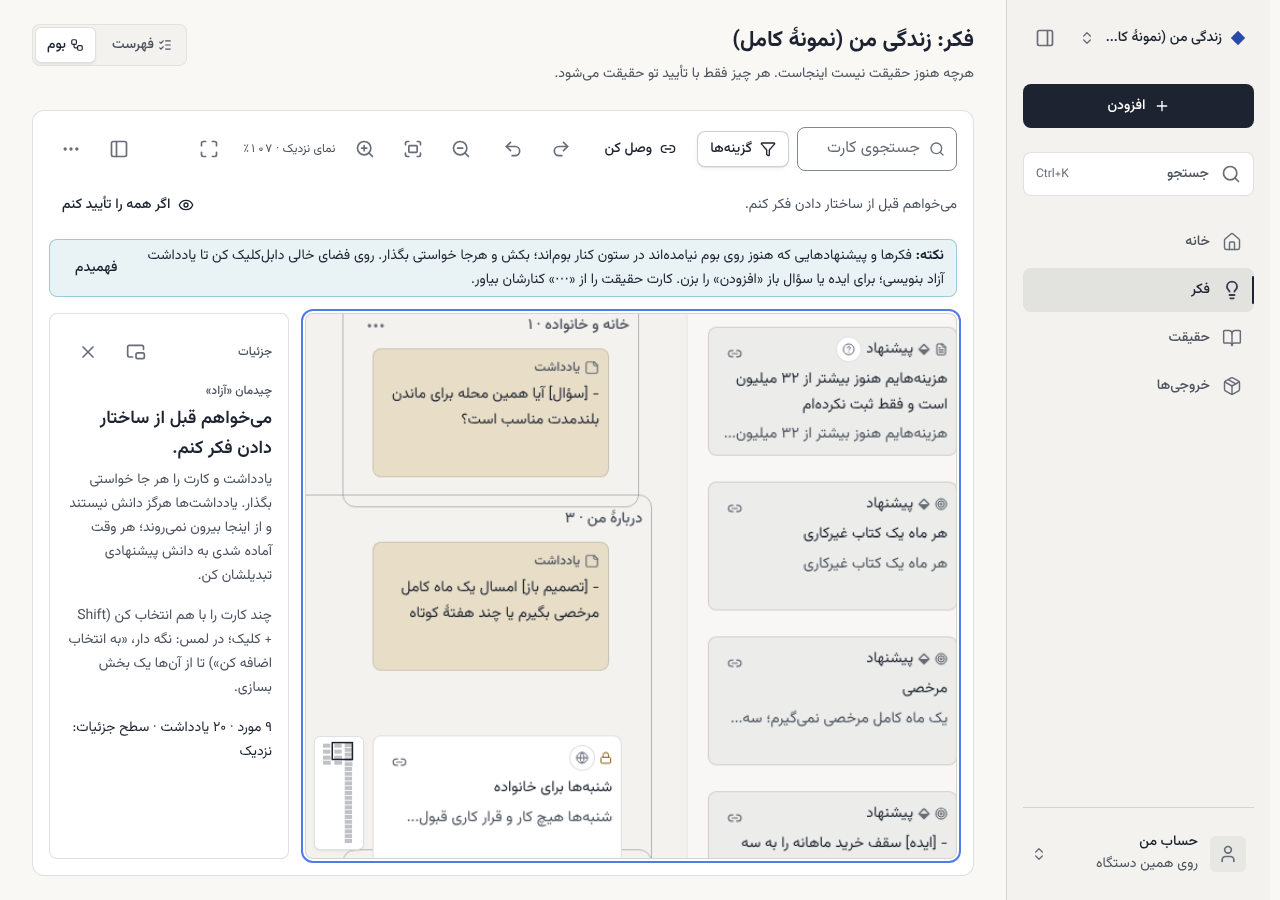 زندگی من (نمونهٔ کا...
افزودن
جستجو
Ctrl+K
خانه
فکر
حقیقت
خروجی‌ها
حساب من
روی همین دستگاه
فکر: زندگی من (نمونهٔ کامل)
هرچه هنوز حقیقت نیست اینجاست. هر چیز فقط با تأیید تو حقیقت می‌شود.
فهرست
بوم
جستجوی کارت
گزینه‌ها
وصل کن
نمای نزدیک · ۱۰۷٪
می‌خواهم قبل از ساختار دادن فکر کنم.
اگر همه را تأیید کنی
نکته: فکرها و پیشنهادهایی که هنوز روی بوم نیامده‌اند در ستون کنار بوم‌اند؛ بکش و هرجا خواستی بگذار. روی فضای خالی دابل‌کلیک کن تا یادداشت
آزاد بنویسی؛ برای ایده یا سؤال باز «افزودن» را بزن. کارت حقیقت را از «···» کنارشان بیاور.
فهمیدم
پیشنهاد
هزینه‌هایم هنوز بیشتر از ۳۲ میلیون
است و فقط ثبت نکرده‌ام
هزینه‌هایم هنوز بیشتر از ۳۲ میلیون...
پیشنهاد
هر ماه یک کتاب غیرکاری
هر ماه یک کتاب غیرکاری
پیشنهاد
مرخصی
یک ماه کامل مرخصی نمی‌گیرم؛ سه...
پیشنهاد
- [ایده] سقف خرید ماهانه را به سه
خانه و خانواده · ۱
یادداشت
- [سؤال] آیا همین محله برای ماندن
بلندمدت مناسب است؟
دربارهٔ من · ۳
یادداشت
- [تصمیم باز] امسال یک ماه کامل
مرخصی بگیرم یا چند هفتهٔ کوتاه
شنبه‌ها برای خانواده
شنبه‌ها هیچ کار و قرار کاری قبول...
جزئیات
چیدمان «آزاد»
می‌خواهم قبل از ساختار
دادن فکر کنم.
یادداشت و کارت را هر جا خواستی
بگذار. یادداشت‌ها هرگز دانش نیستند
و از اینجا بیرون نمی‌روند؛ هر وقت
آماده شدی به دانش پیشنهادی
تبدیلشان کن.
چند کارت را با هم انتخاب کن (Shift
+ کلیک؛ در لمس: نگه دار، «به انتخاب
اضافه کن») تا از آن‌ها یک بخش
بسازی.
۹ مورد · ۲۰ یادداشت · سطح جزئیات:
نزدیک